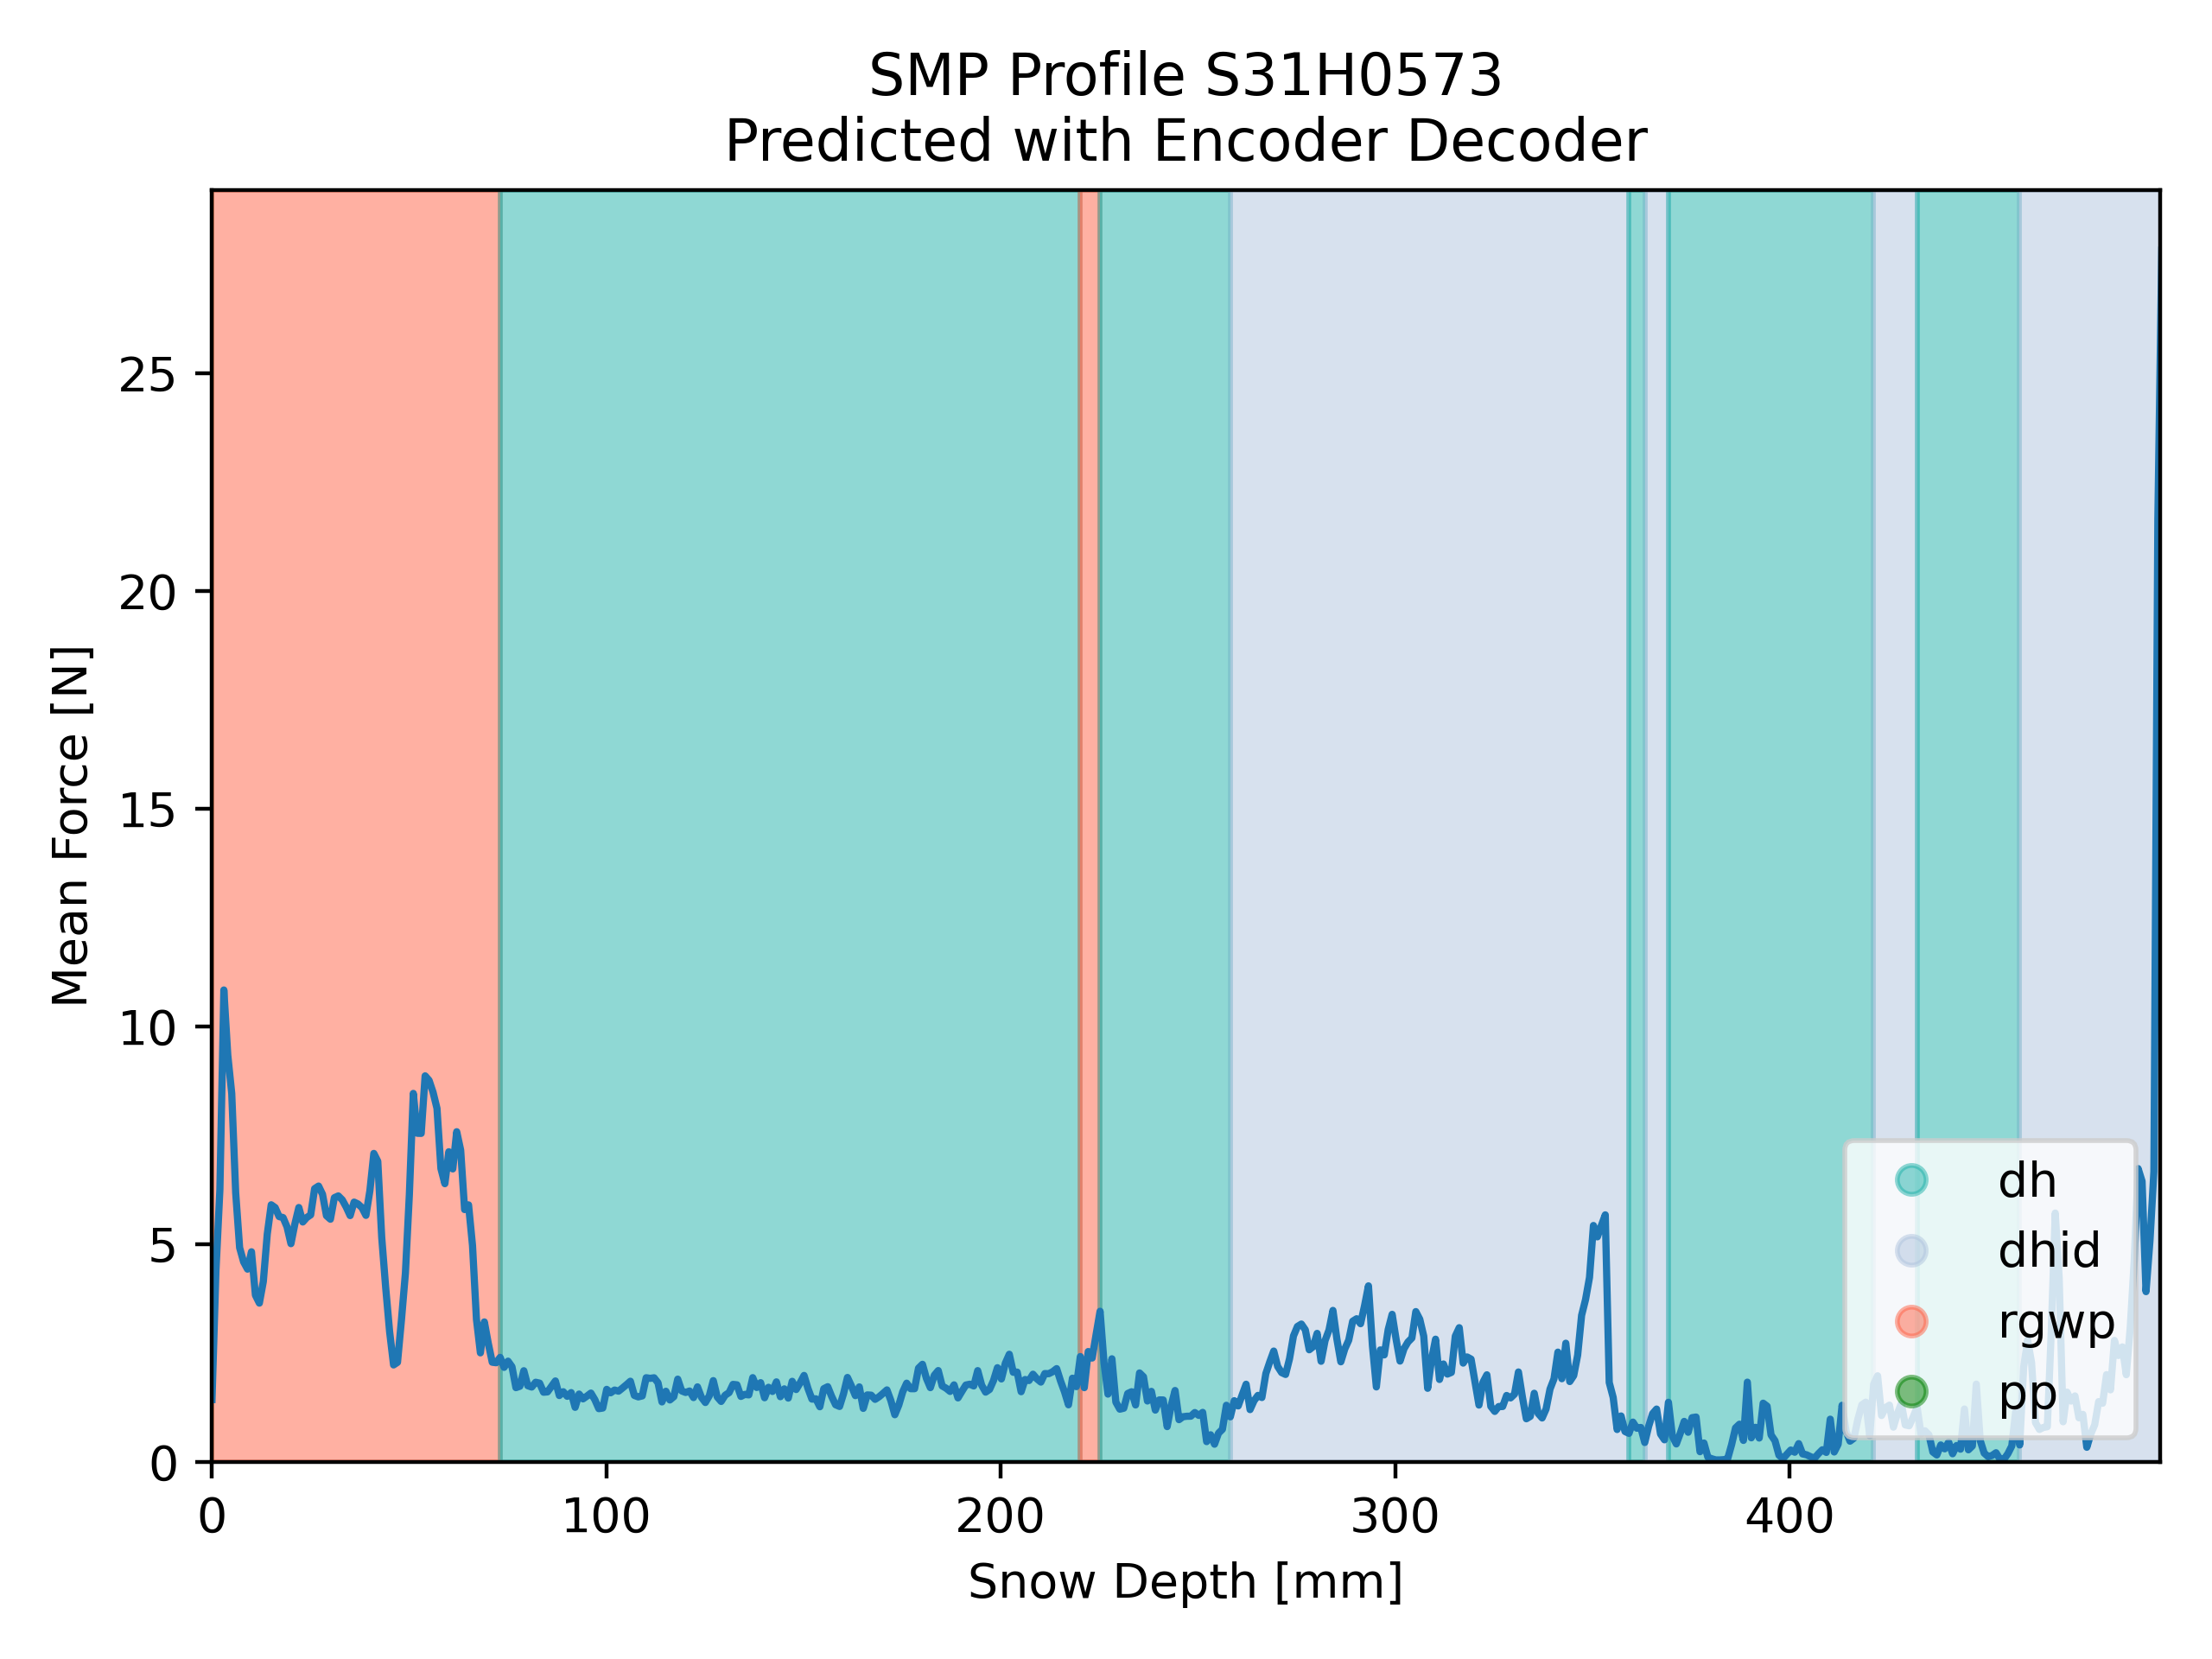 SMP Profile S31H0573
Predicted with Encoder Decoder
Mean Force [N]
25
20
15
10
5
0
0
100
200
300
400
Snow Depth [mm]
dh
dhid
rgwp
pp